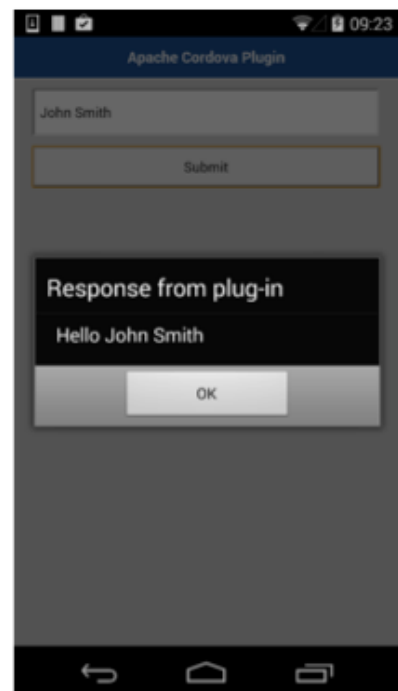 09:23
Apache Cordova Plugin
John Smith
Submit
Response from plug-in
Hello John Smith
OK